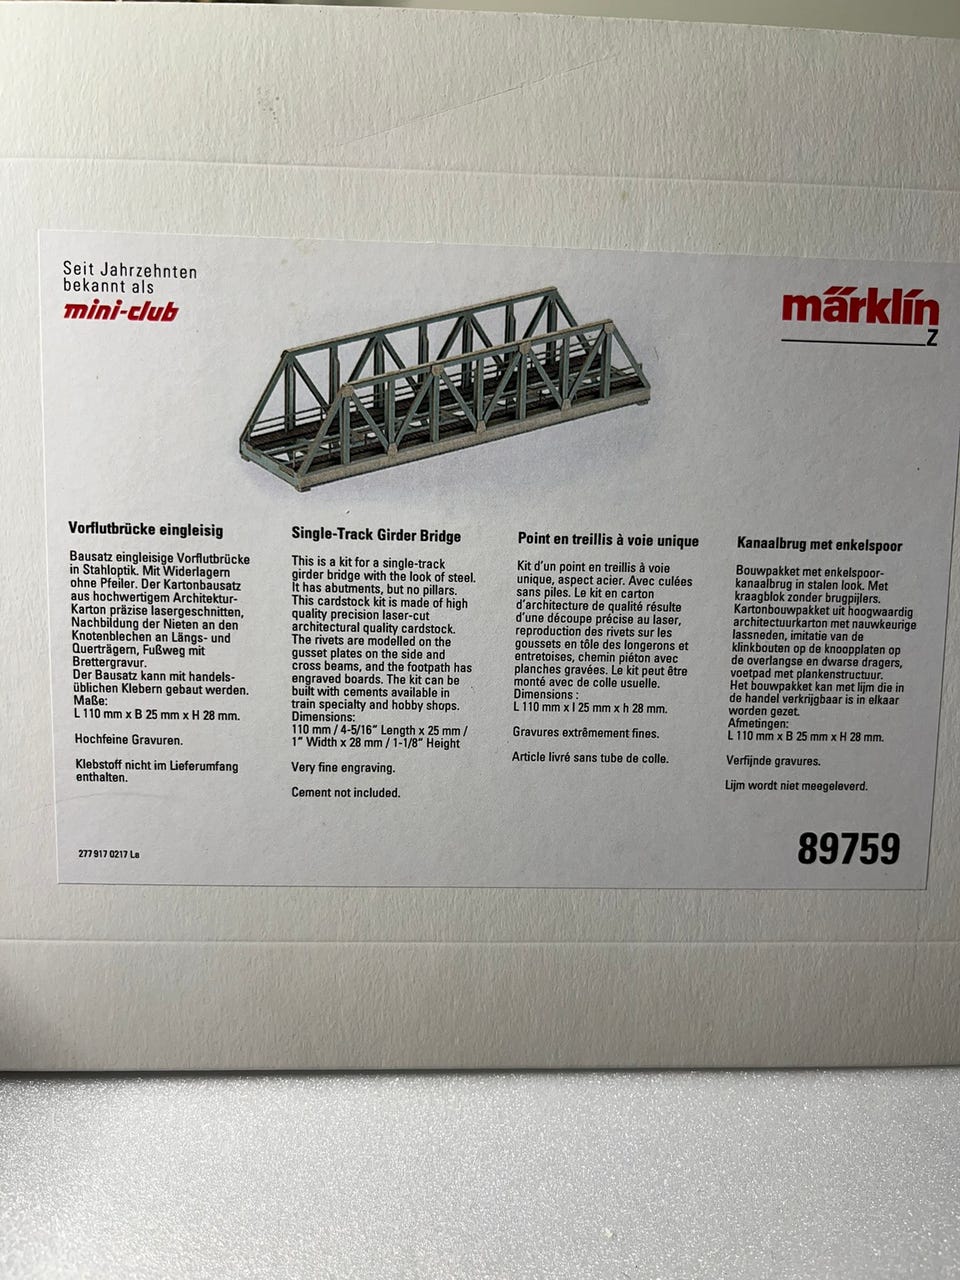 Seit Jahrzehnten
bekannt als
mini-club
märklín
Z
Vorflutbrücke eingleisig
Bausatz eingleisige Vorflutbrücke
in Stahloptik. Mit Widerlagern
ohne Pfeiler. Der Kartonbausatz
aus hochwertigem Architektur-
Karton präzise lasergeschnitten,
Nachbildung der Nieten an den
Knotenblechen an Längs- und
Querträgern, Fußweg mit
Brettergravur.
Der Bausatz kann mit handels-
üblichen Klebern gebaut werden.
Maße:
L 110 mm x B 25 mm x H 28 mm.
Hochfeine Gravuren.
Klebstoff nicht im Lieferumfang
enthalten.
277 917 0217 La
Single-Track Girder Bridge
This is a kit for a single-track
girder bridge with the look of steel.
It has abutments, but no pillars.
This cardstock kit is made of high
quality precision laser-cut
architectural quality cardstock.
The rivets are modelled on the
gusset plates on the side and
cross beams, and the footpath has
engraved boards. The kit can be
built with cements available in
train specialty and hobby shops.
Dimensions:
110 mm / 4-5/16" Length x 25 mm /
1" Width x 28 mm / 1-1/8" Height
Very fine engraving.
Cement not included.
Point en treillis à voie unique
Kit d'un point en treillis à voie
unique, aspect acier. Avec culées
sans piles. Le kit en carton
d'architecture de qualité résulte
d'une découpe précise au laser,
reproduction des rivets sur les
goussets en tôle des longerons et
entretoises, chemin piéton avec
planches gravées. Le kit peut être
monté avec de colle usuelle.
Dimensions :
L 110 mm x l 25 mm x h 28 mm.
Gravures extrêmement fines.
Article livré sans tube de colle.
Kanaalbrug met enkelspoor
Bouwpakket met enkelspoor-
kanaalbrug in stalen look. Met
kraagblok zonder brugpijlers.
Kartonbouwpakket uit hoogwaardig
architectuurkarton met nauwkeurige
lassneden, imitatie van de
klinkbouten op de knoopplaten op
de overlangse en dwarse dragers,
voetpad met plankenstructuur.
Het bouwpakket kan met lijm die in
de handel verkrijgbaar is in elkaar
worden gezet.
Afmetingen:
L 110 mm x B 25 mm x H 28 mm.
Verfijnde gravures.
Lijm wordt niet meegeleverd.
89759